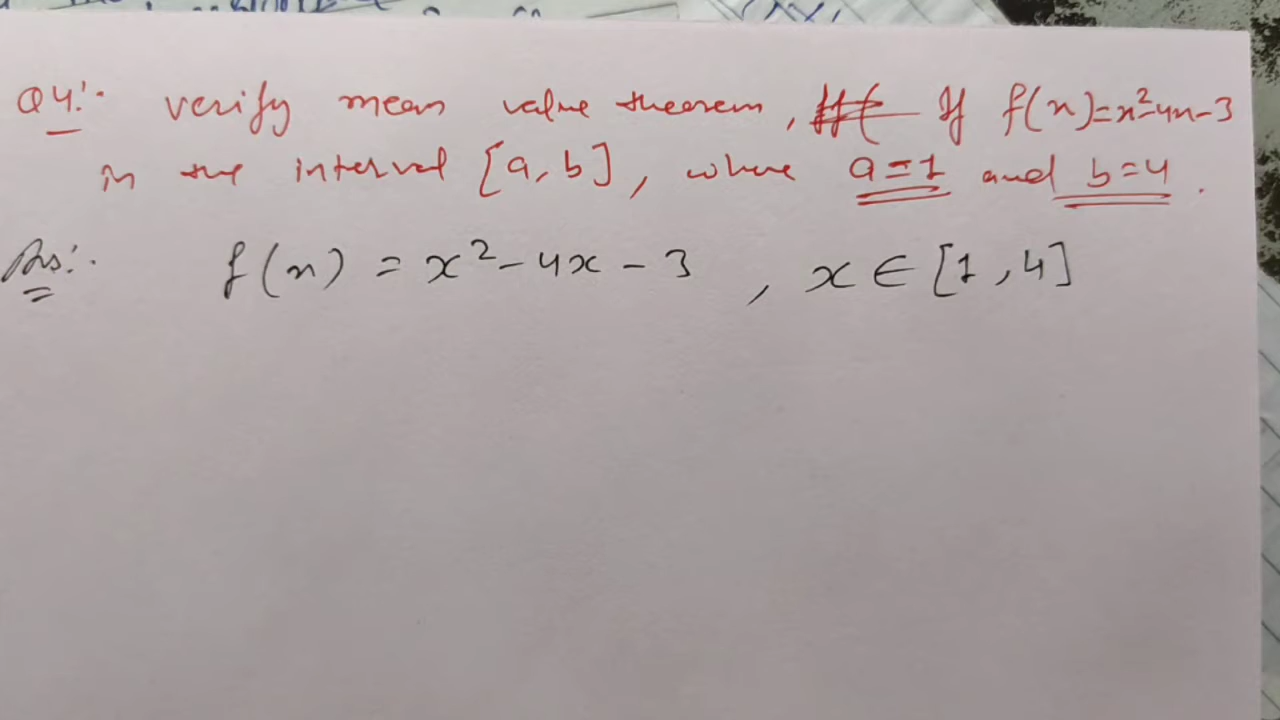 Q4:- verify mean value theorem, If f(x)=x²-4x-3
in the interval [a, b], where a=1 and b=4.
Ans:- f(x) = x²-4x-3, x∈[1,4]